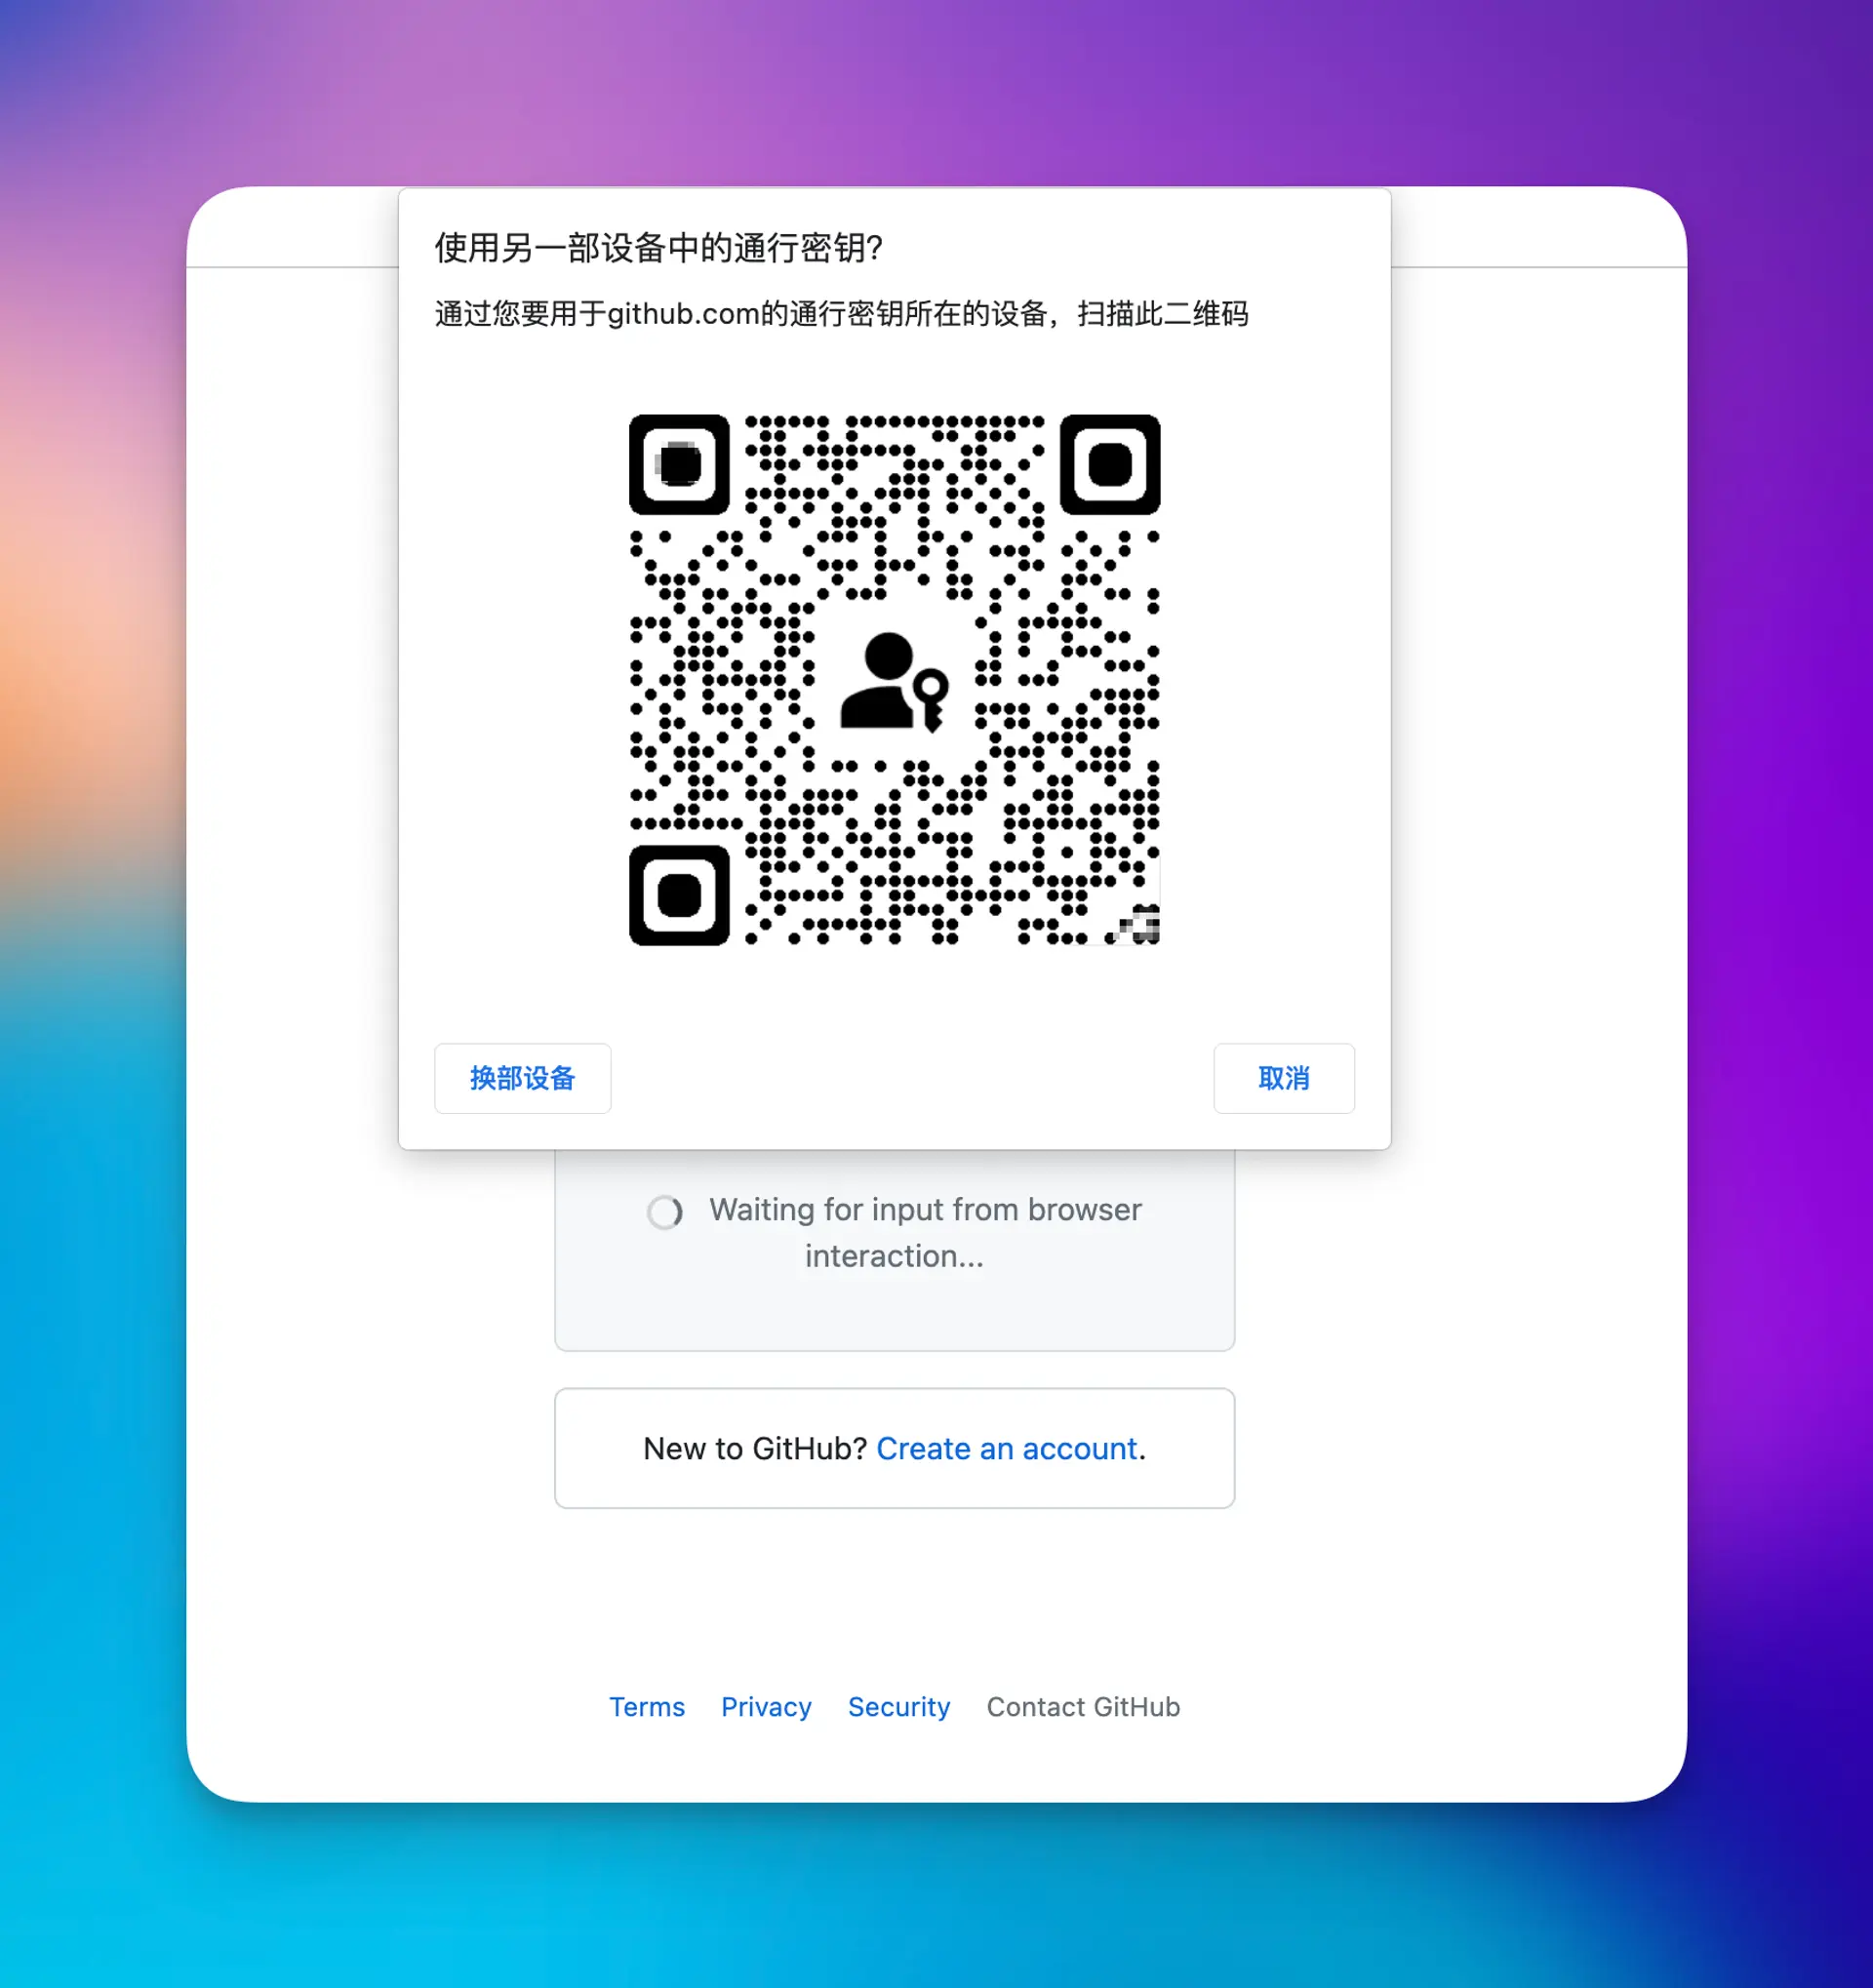 使用另一部设备中的通行密钥?
通过您要用于github.com的通行密钥所在的设备，扫描此二维码
换部设备
取消
Waiting for input from browser
interaction...
New to GitHub? Create an account.
Terms Privacy Security Contact GitHub